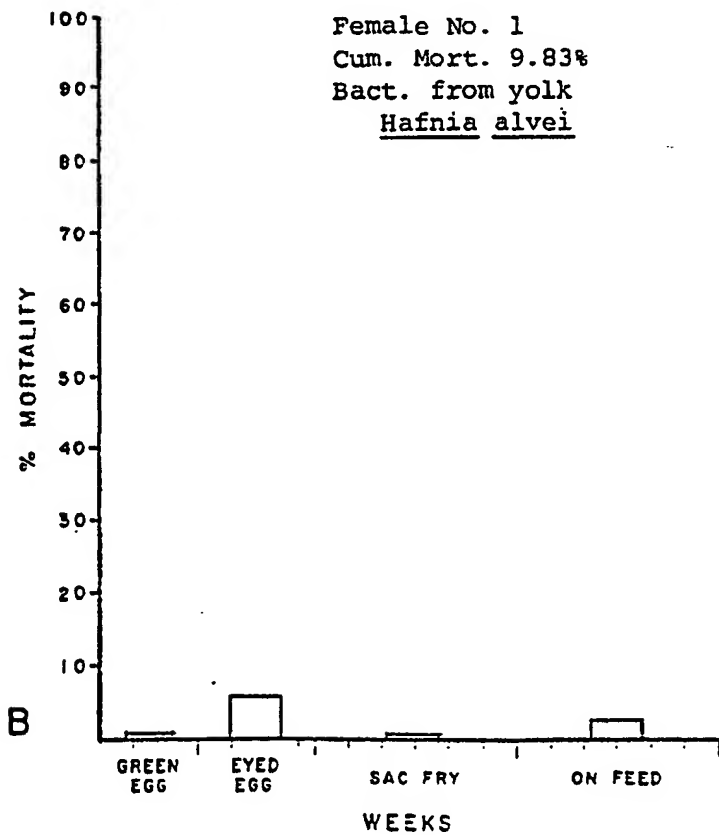 Female No. 1
Cum. Mort. 9.83%
Bact. from yolk
Hafnia alvei
100
90
80
70
60
50
40
30
20
10
% MORTALITY
B
GREEN EGG
EYED EGG
SAC FRY
ON FEED
WEEKS